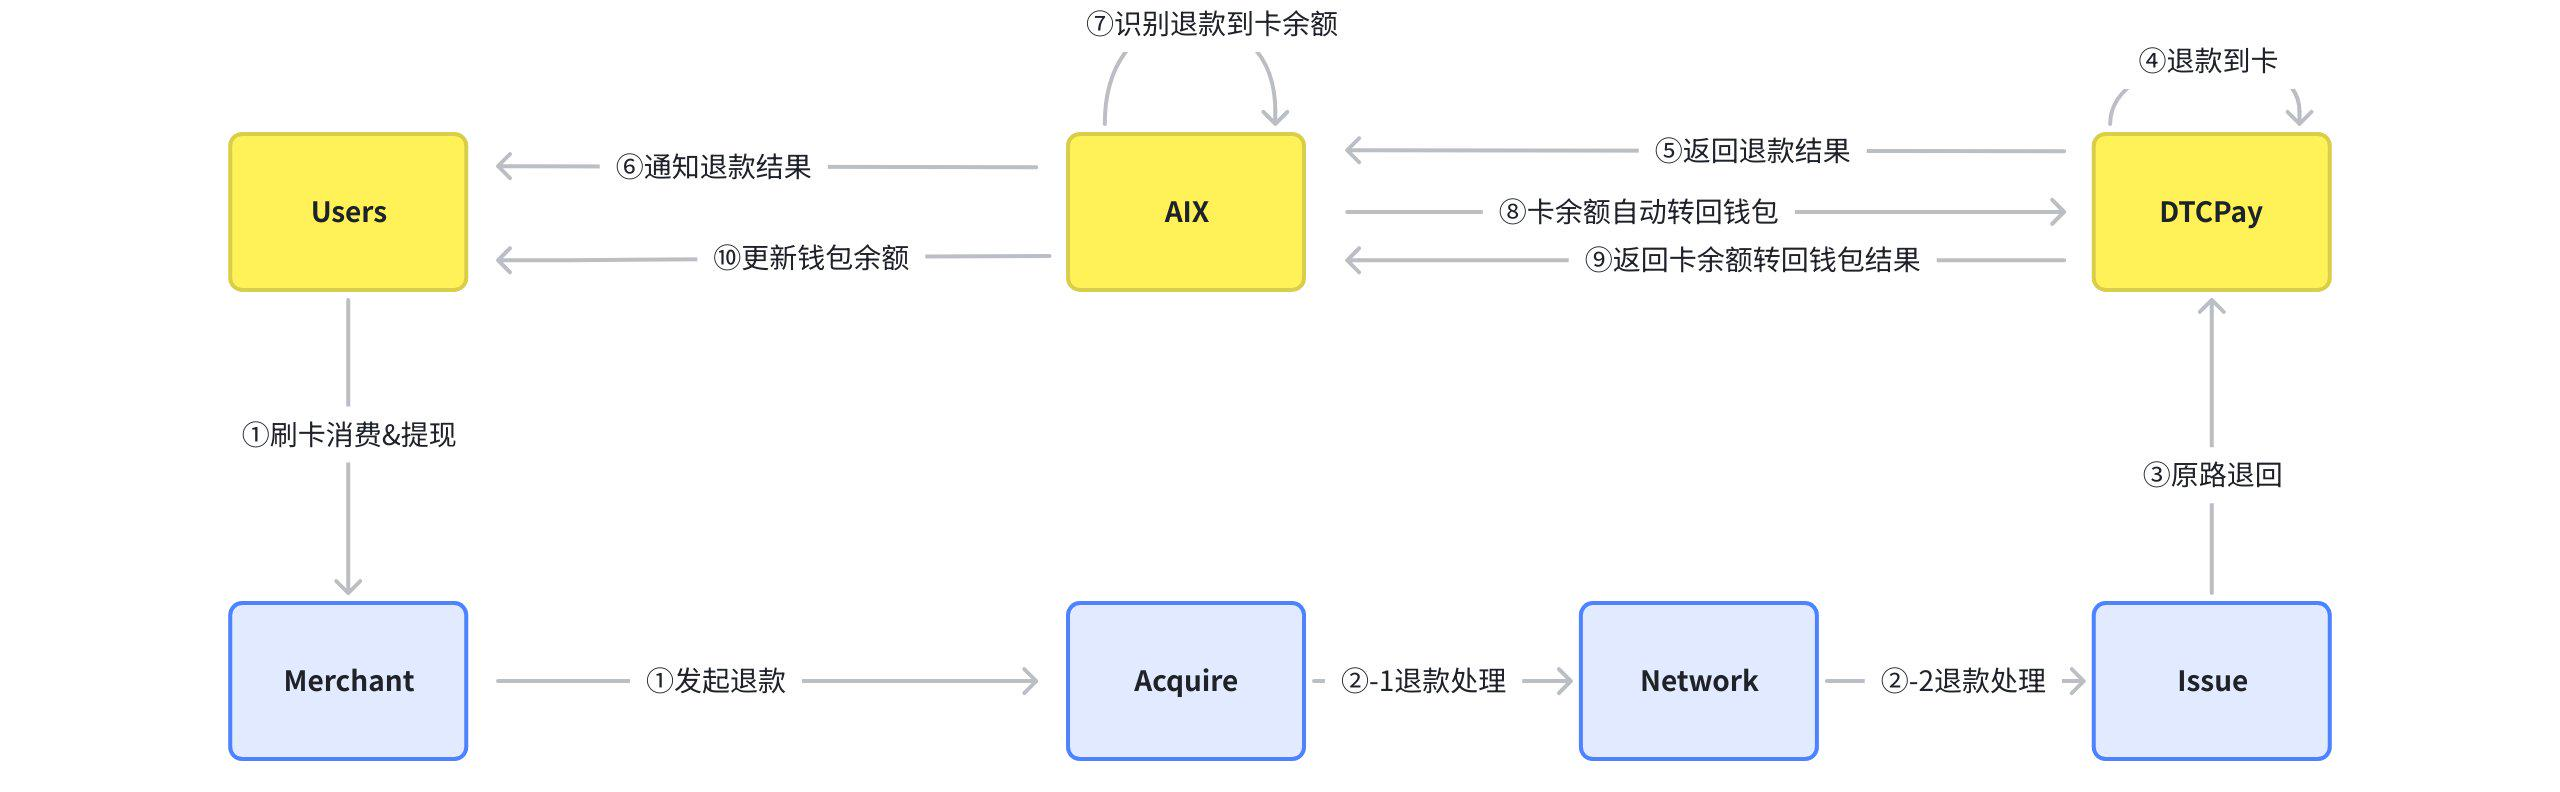 ⑦识别退款到卡余额
④退款到卡
⑤返回退款结果
⑥通知退款结果
Users
AIX
⑧卡余额自动转回钱包
DTCPay
⑩更新钱包余额
⑨返回卡余额转回钱包结果
①刷卡消费&提现
③原路退回
Merchant
①发起退款
Acquire
②-1退款处理
Network
②-2退款处理
Issue